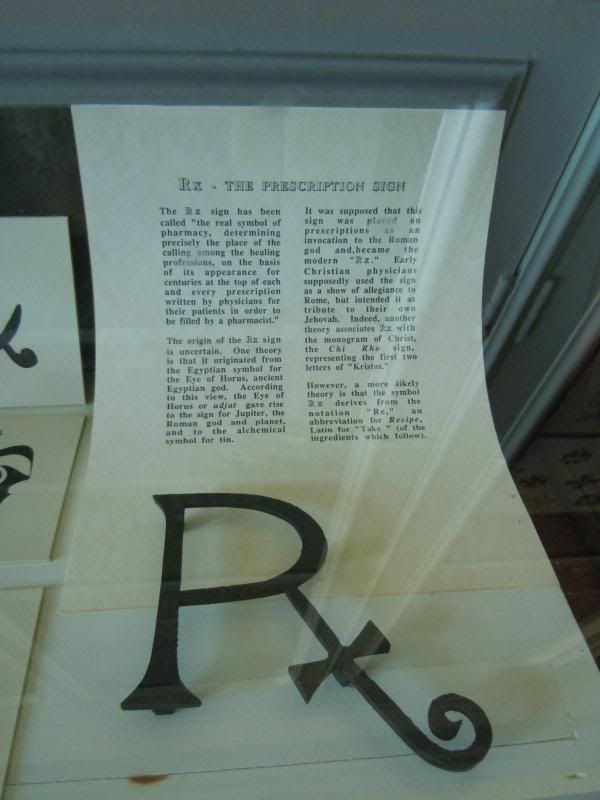 Rx - THE PRESCRIPTION SIGN
The Rx sign has been
called "the real symbol of
pharmacy, determining
precisely the place of the
calling among the healing
professions, on the basis
of its appearance for
centuries at the top of each
and every prescription
written by physicians for
their patients in order to
be filled by a pharmacist."
The origin of the Rx sign
is uncertain. One theory
is that it originated from
the Egyptian symbol for
the Eye of Horus, ancient
Egyptian god. According
to this view, the Eye of
Horus or udjat gave rise
to the sign for Jupiter, the
Roman god and planet,
and to the alchemical
symbol for tin.
It was supposed that this
sign was placed on
prescriptions as an
invocation to the Roman
god and,became the
modern "Rx." Early
Christian physicians
supposedly used the sign
as a show of allegiance to
Rome, but intended it as
tribute to their own
Jehovah. Indeed, another
theory associates Rx with
the monogram of Christ,
the Chi Rho sign,
representing the first two
letters of "Kristos."
However, a more likely
theory is that the symbol
Rx derives from the
notation "Re," an
abbreviation for Recipe,
Latin for "Take" (of the
ingredients which follow).
Rx